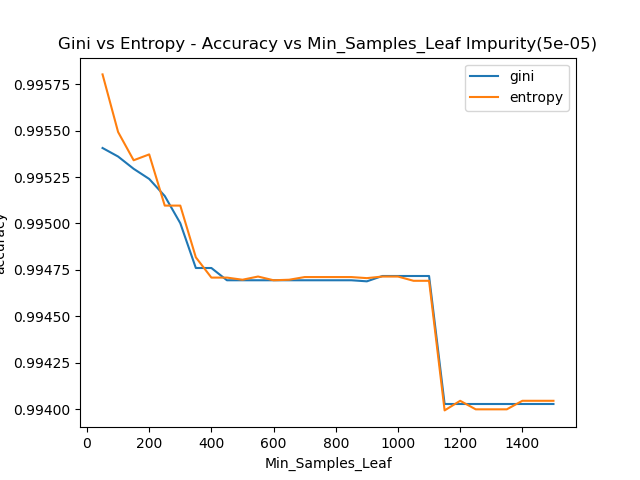 Gini vs Entropy - Accuracy vs Min_Samples_Leaf Impurity(5e-05)
gini
entropy
0.99575
0.99550
0.99525
0.99500
0.99475
0.99450
0.99425
0.99400
accuracy
0 200 400 600 800 1000 1200 1400
Min_Samples_Leaf